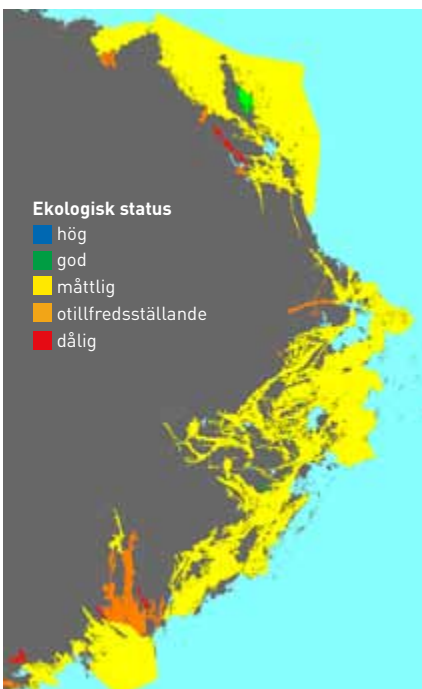 Ekologisk status
hög
god
måttlig
otillfredsställande
dålig